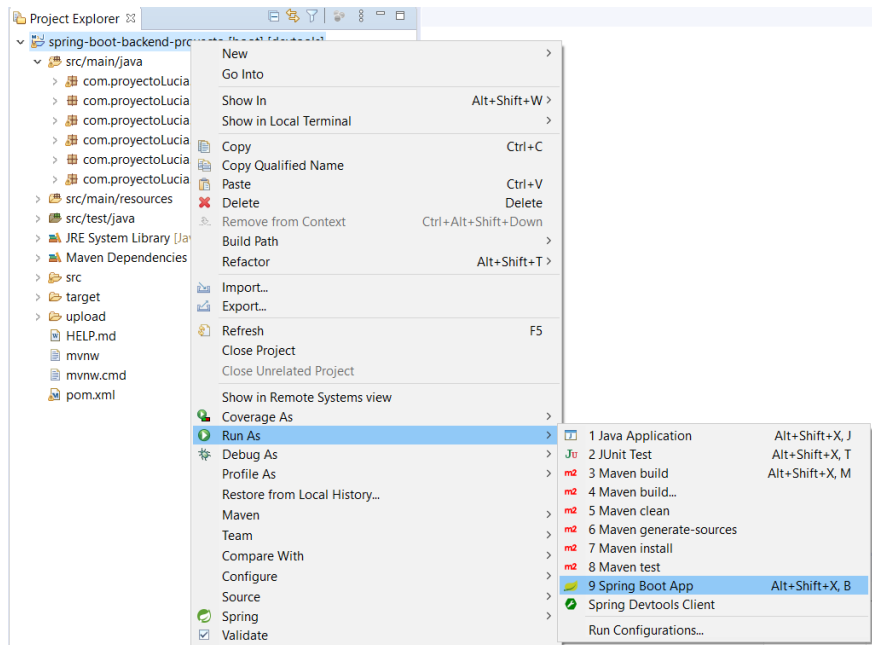 Project Explorer
spring-boot-backend-proyecto [boot] [devtools]
src/main/java
com.proyectoLucia
com.proyectoLucia
com.proyectoLucia
com.proyectoLucia
com.proyectoLucia
com.proyectoLucia
src/main/resources
src/test/java
JRE System Library [Ja
Maven Dependencies
src
target
upload
HELP.md
mvnw
mvnw.cmd
pom.xml
New
Go Into
Show In Alt+Shift+W
Show in Local Terminal
Copy Ctrl+C
Copy Qualified Name
Paste Ctrl+V
Delete Delete
Remove from Context Ctrl+Alt+Shift+Down
Build Path
Refactor Alt+Shift+T
Import...
Export...
Refresh F5
Close Project
Close Unrelated Project
Show in Remote Systems view
Coverage As
Run As
Debug As
Profile As
Restore from Local History...
Maven
Team
Compare With
Configure
Source
Spring
Validate
1 Java Application Alt+Shift+X, J
2 JUnit Test Alt+Shift+X, T
3 Maven build Alt+Shift+X, M
4 Maven build...
5 Maven clean
6 Maven generate-sources
7 Maven install
8 Maven test
9 Spring Boot App Alt+Shift+X, B
Spring Devtools Client
Run Configurations...